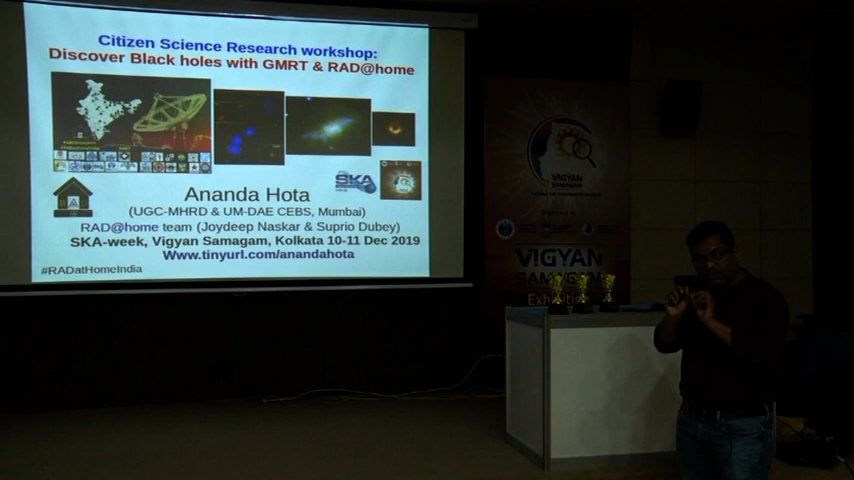 Citizen Science Research workshop:
Discover Black holes with GMRT & RAD@home
SKA
Ananda Hota
(UGC-MHRD & UM-DAE CEBS, Mumbai)
RAD@home team (Joydeep Naskar & Suprio Dubey)
SKA-week, Vigyan Samagam, Kolkata 10-11 Dec 2019
Www.tinyurl.com/anandahota
#RADatHomeIndia
VIGYAN
SAMAGAM
VIGYAN
SAMAGAM